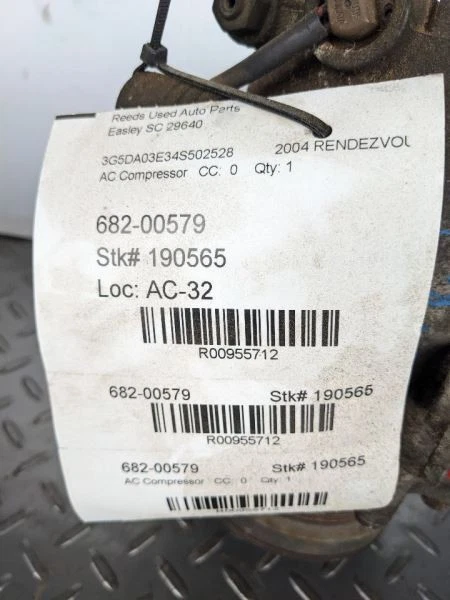 Reeds Used Auto Parts
Easley SC 29640
3G5DA03E34S502528 2004 RENDEZVOU
AC Compressor CC: 0 Qty: 1
682-00579
Stk# 190565
Loc: AC-32
R00955712
682-00579 Stk# 190565
R00955712
682-00579 Stk# 190565
AC Compressor CC: 0 Qty: 1
R00955712